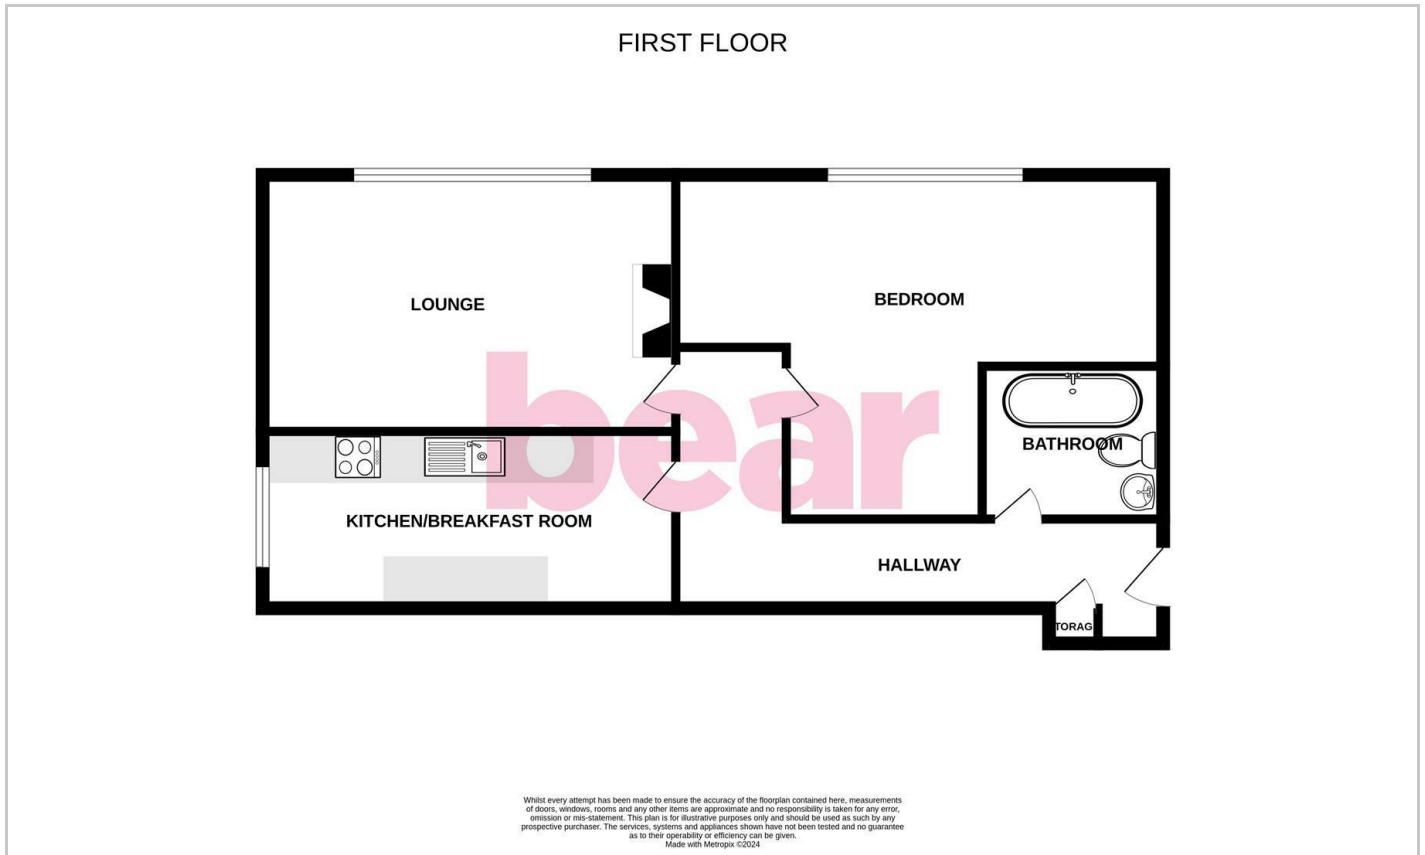 FIRST FLOOR
LOUNGE
BEDROOM
bear
BATHROOM
KITCHEN/BREAKFAST ROOM
HALLWAY
TORAG
Whilst every attempt has been made to ensure the accuracy of the floorplan contained here, measurements
of doors, windows, rooms and any other items are approximate and no responsibility is taken for any error,
omission or mis-statement. This plan is for illustrative purposes only and should be used as such by any
prospective purchaser. The services, systems and appliances shown have not been tested and no guarantee
as to their operability or efficiency can be given.
Made with Metropix ©2024